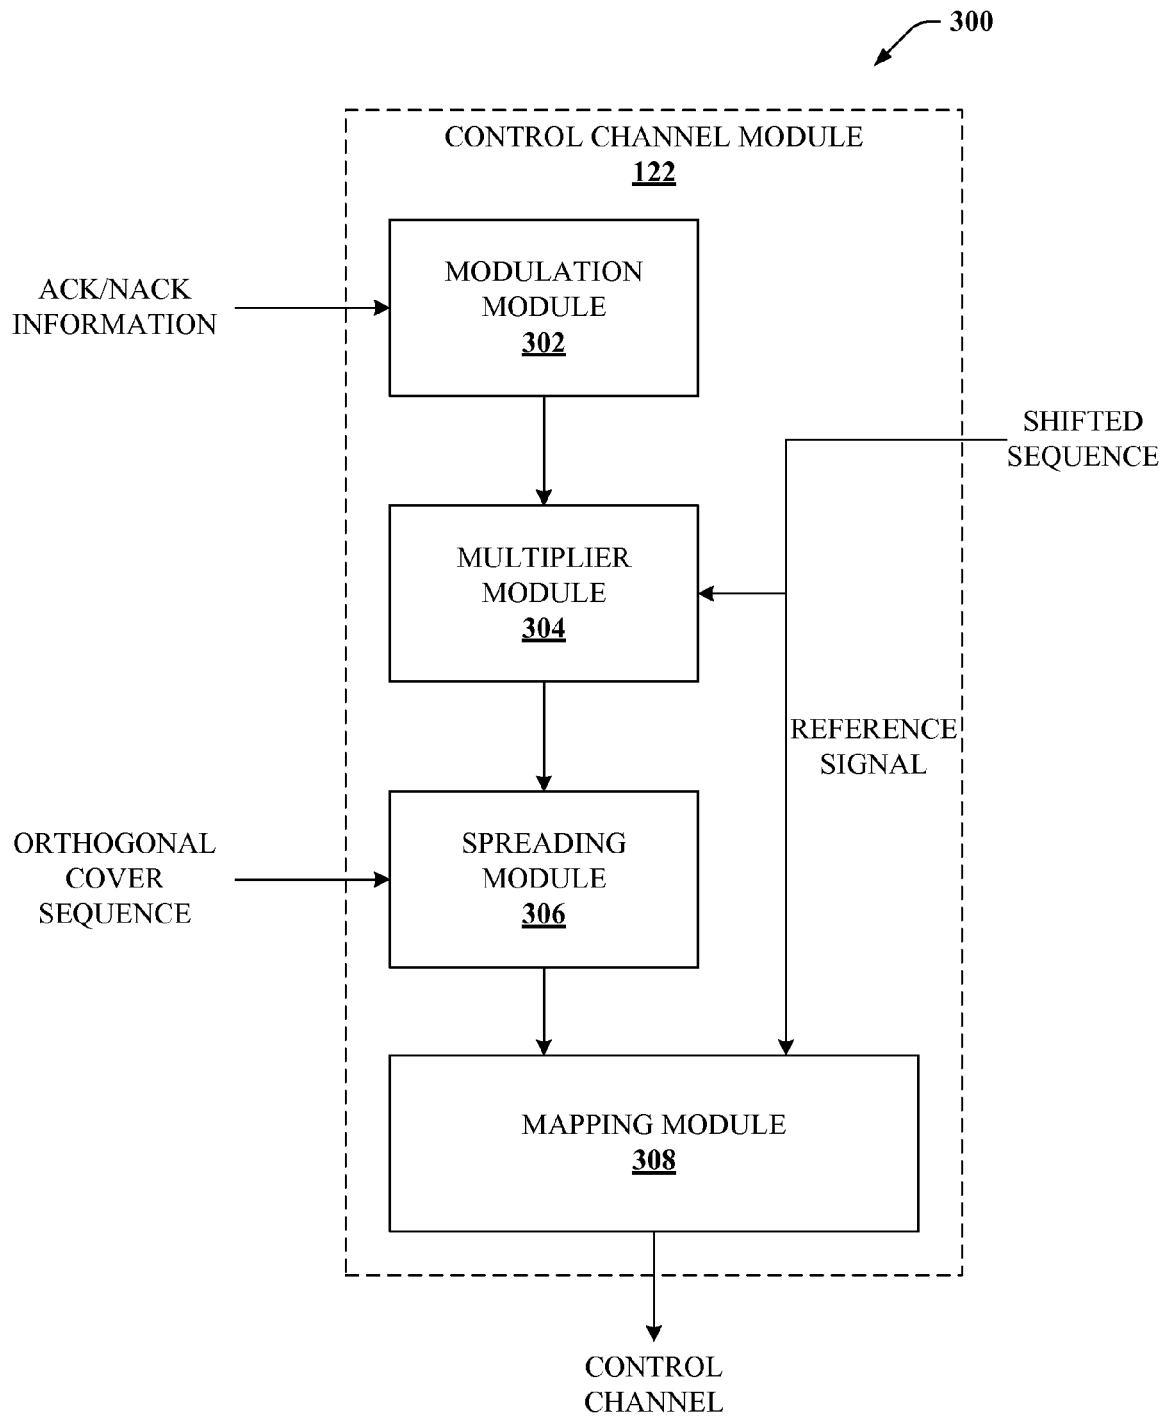 300
CONTROL CHANNEL MODULE
122
MODULATION
MODULE
302
ACK/NACK
INFORMATION
SHIFTED
SEQUENCE
MULTIPLIER
MODULE
304
REFERENCE
SIGNAL
ORTHOGONAL
COVER
SEQUENCE
SPREADING
MODULE
306
MAPPING MODULE
308
CONTROL
CHANNEL